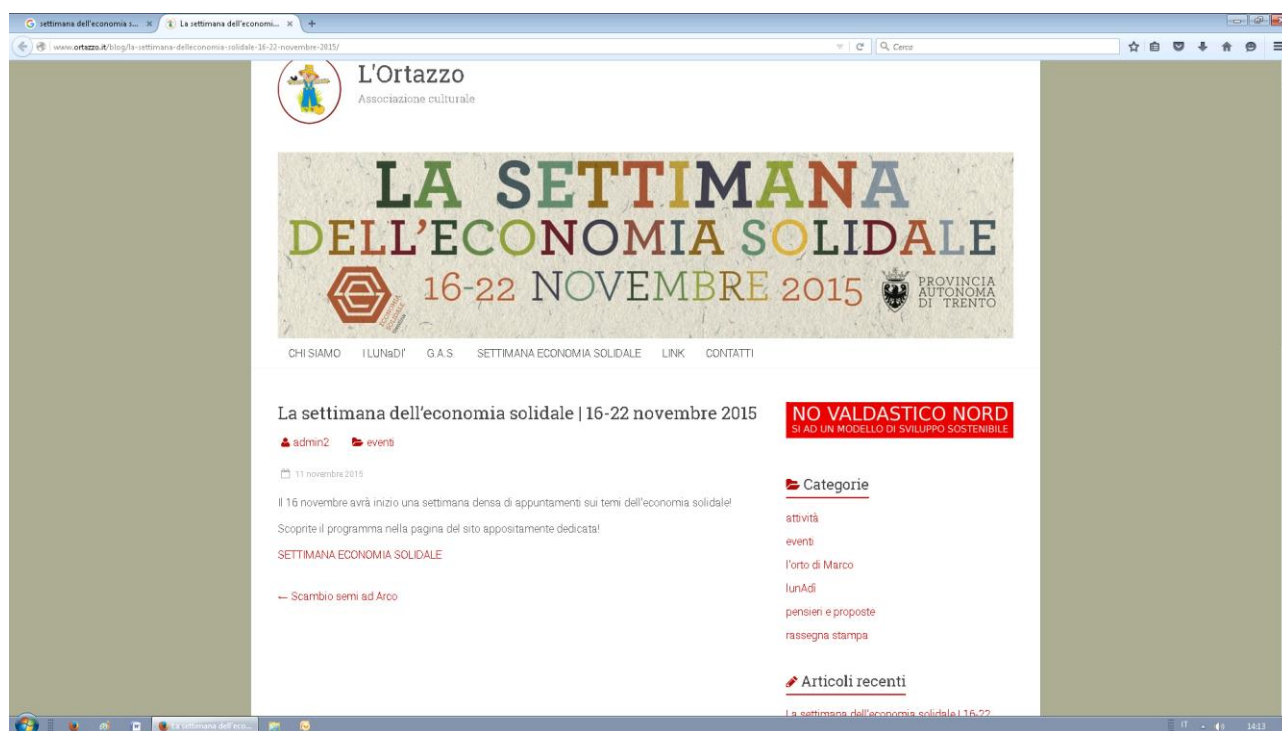 settimana dell'economia s...
La settimana dell'economi...
www.ortazzo.it/blog/la-settimana-delleconomia-solidale-16-22-novembre-2015/
Cerca
L'Ortazzo
Associazione culturale
LA SETTIMANA
DELL'ECONOMIA SOLIDALE
16-22 NOVEMBRE 2015
ECONOMIA
SOLIDALE
PROVINCIA
AUTONOMA
DI TRENTO
CHI SIAMO I LUNaDI' G.A.S. SETTIMANA ECONOMIA SOLIDALE LINK CONTATTI
La settimana dell'economia solidale | 16-22 novembre 2015
admin2 eventi
11 novembre 2015
Il 16 novembre avrà inizio una settimana densa di appuntamenti sui temi dell'economia solidale!
Scoprite il programma nella pagina del sito appositamente dedicata!
SETTIMANA ECONOMIA SOLIDALE
← Scambio semi ad Arco
NO VALDASTICO NORD
SI AD UN MODELLO DI SVILUPPO SOSTENIBILE
Categorie
attività
eventi
l'orto di Marco
lunAdì
pensieri e proposte
rassegna stampa
Articoli recenti
La settimana dell'economia solidale | 16-22
La settimana dell'eco...
IT
14:13